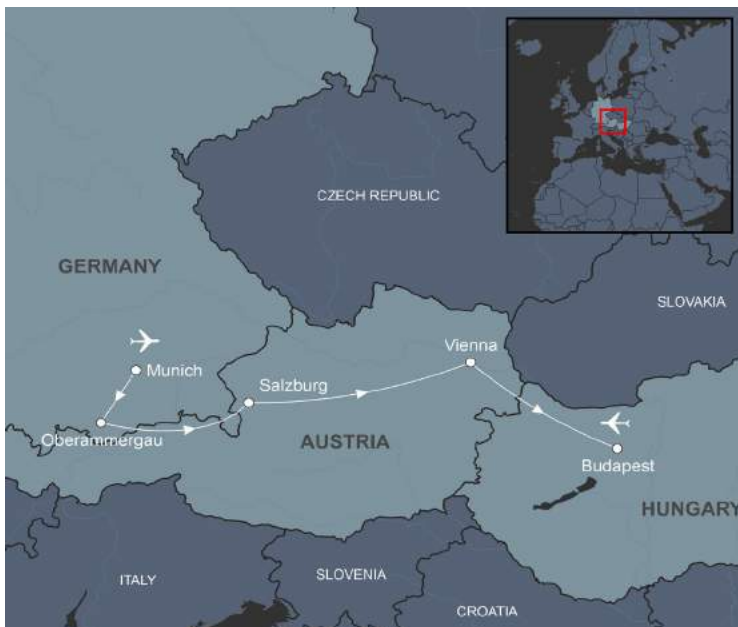 CZECH REPUBLIC
GERMANY
SLOVAKIA
Vienna
Munich
Salzburg
Oberammergau
AUSTRIA
Budapest
HUNGARY
ITALY
SLOVENIA
CROATIA